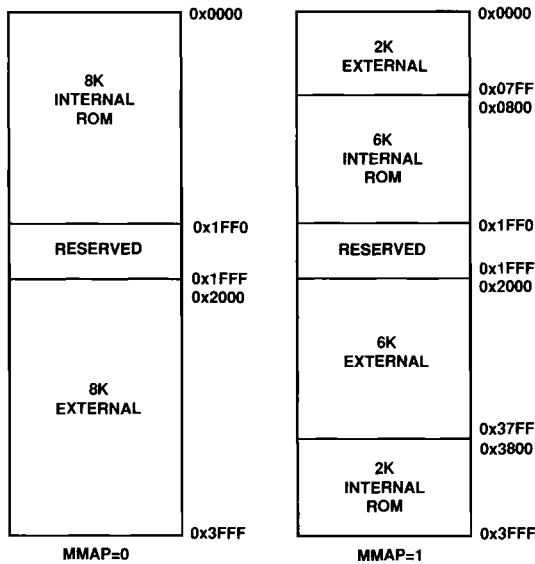 0x0000
8K
INTERNAL
ROM
0x1FF0
RESERVED
0x1FFF
0x2000
8K
EXTERNAL
0x3FFF
MMAP=0
0x0000
2K
EXTERNAL
0x07FF
0x0800
6K
INTERNAL
ROM
0x1FF0
RESERVED
0x1FFF
0x2000
6K
EXTERNAL
0x37FF
0x3800
2K
INTERNAL
ROM
0x3FFF
MMAP=1